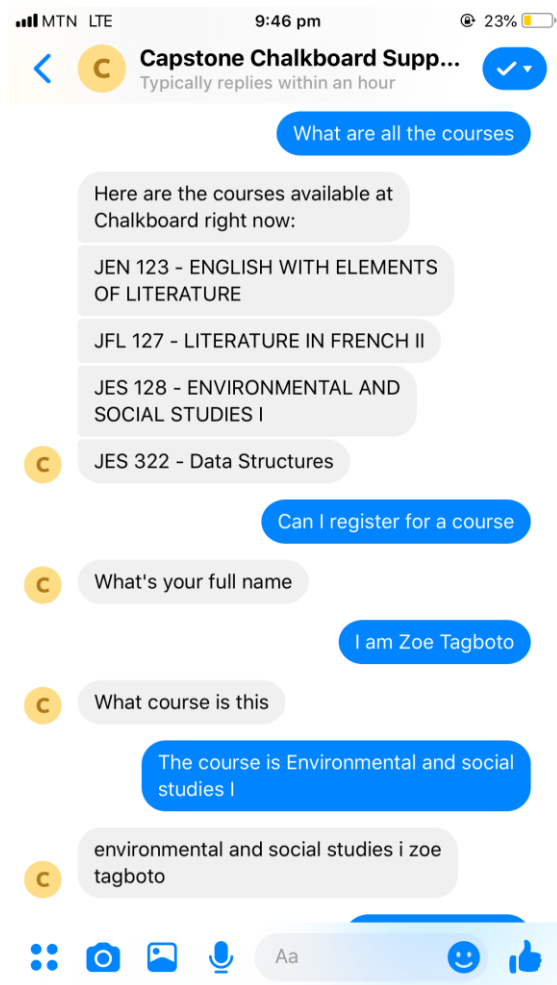 MTN LTE 9:46 pm 23%
Capstone Chalkboard Supp...
Typically replies within an hour
What are all the courses
Here are the courses available at
Chalkboard right now:
JEN 123 - ENGLISH WITH ELEMENTS
OF LITERATURE
JFL 127 - LITERATURE IN FRENCH II
JES 128 - ENVIRONMENTAL AND
SOCIAL STUDIES I
JES 322 - Data Structures
Can I register for a course
What's your full name
I am Zoe Tagboto
What course is this
The course is Environmental and social
studies I
environmental and social studies i zoe
tagboto
Aa